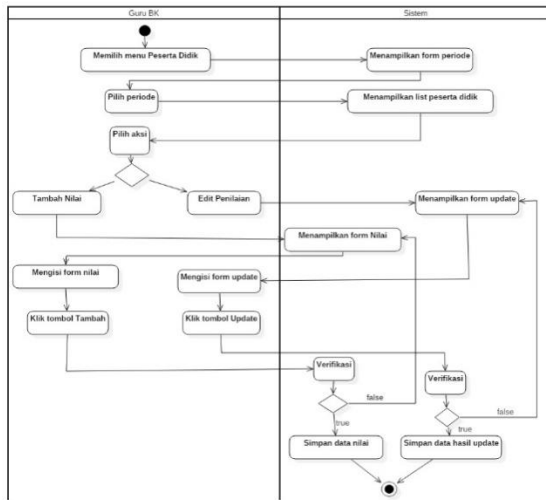 Guru BK
Sistem
Memilih menu Peserta Didik
Menampilkan form periode
Pilih periode
Menampilkan list peserta didik
Pilih aksi
Tambah Nilai
Edit Penilaian
Menampilkan form update
Menampilkan form Nilai
Mengisi form nilai
Mengisi form update
Klik tombol Tambah
Klik tombol Update
Verifikasi
Verifikasi
false
false
true
true
Simpan data nilai
Simpan data hasil update